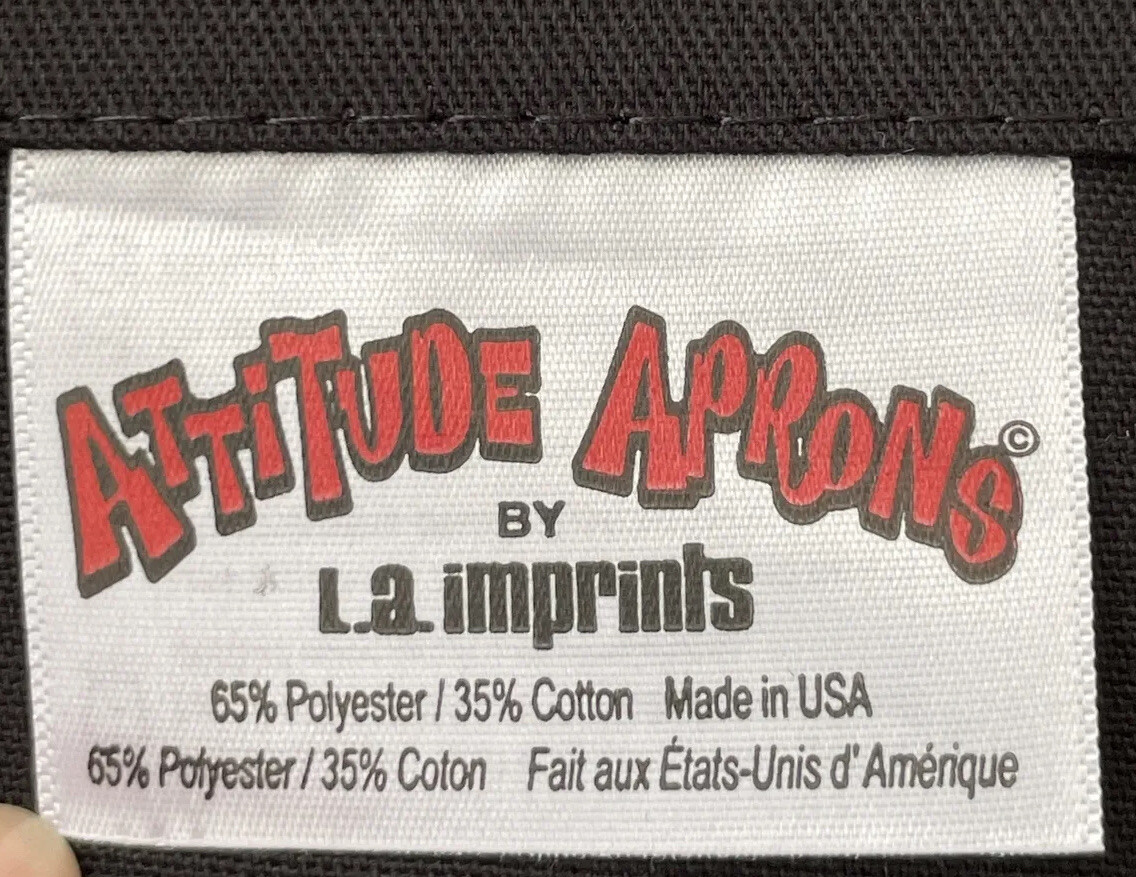 ATTiTUDE APRONS ©
BY
L.a. imprints
65% Polyester / 35% Cotton Made in USA
65% Polyester / 35% Coton Fait aux États-Unis d' Amérique